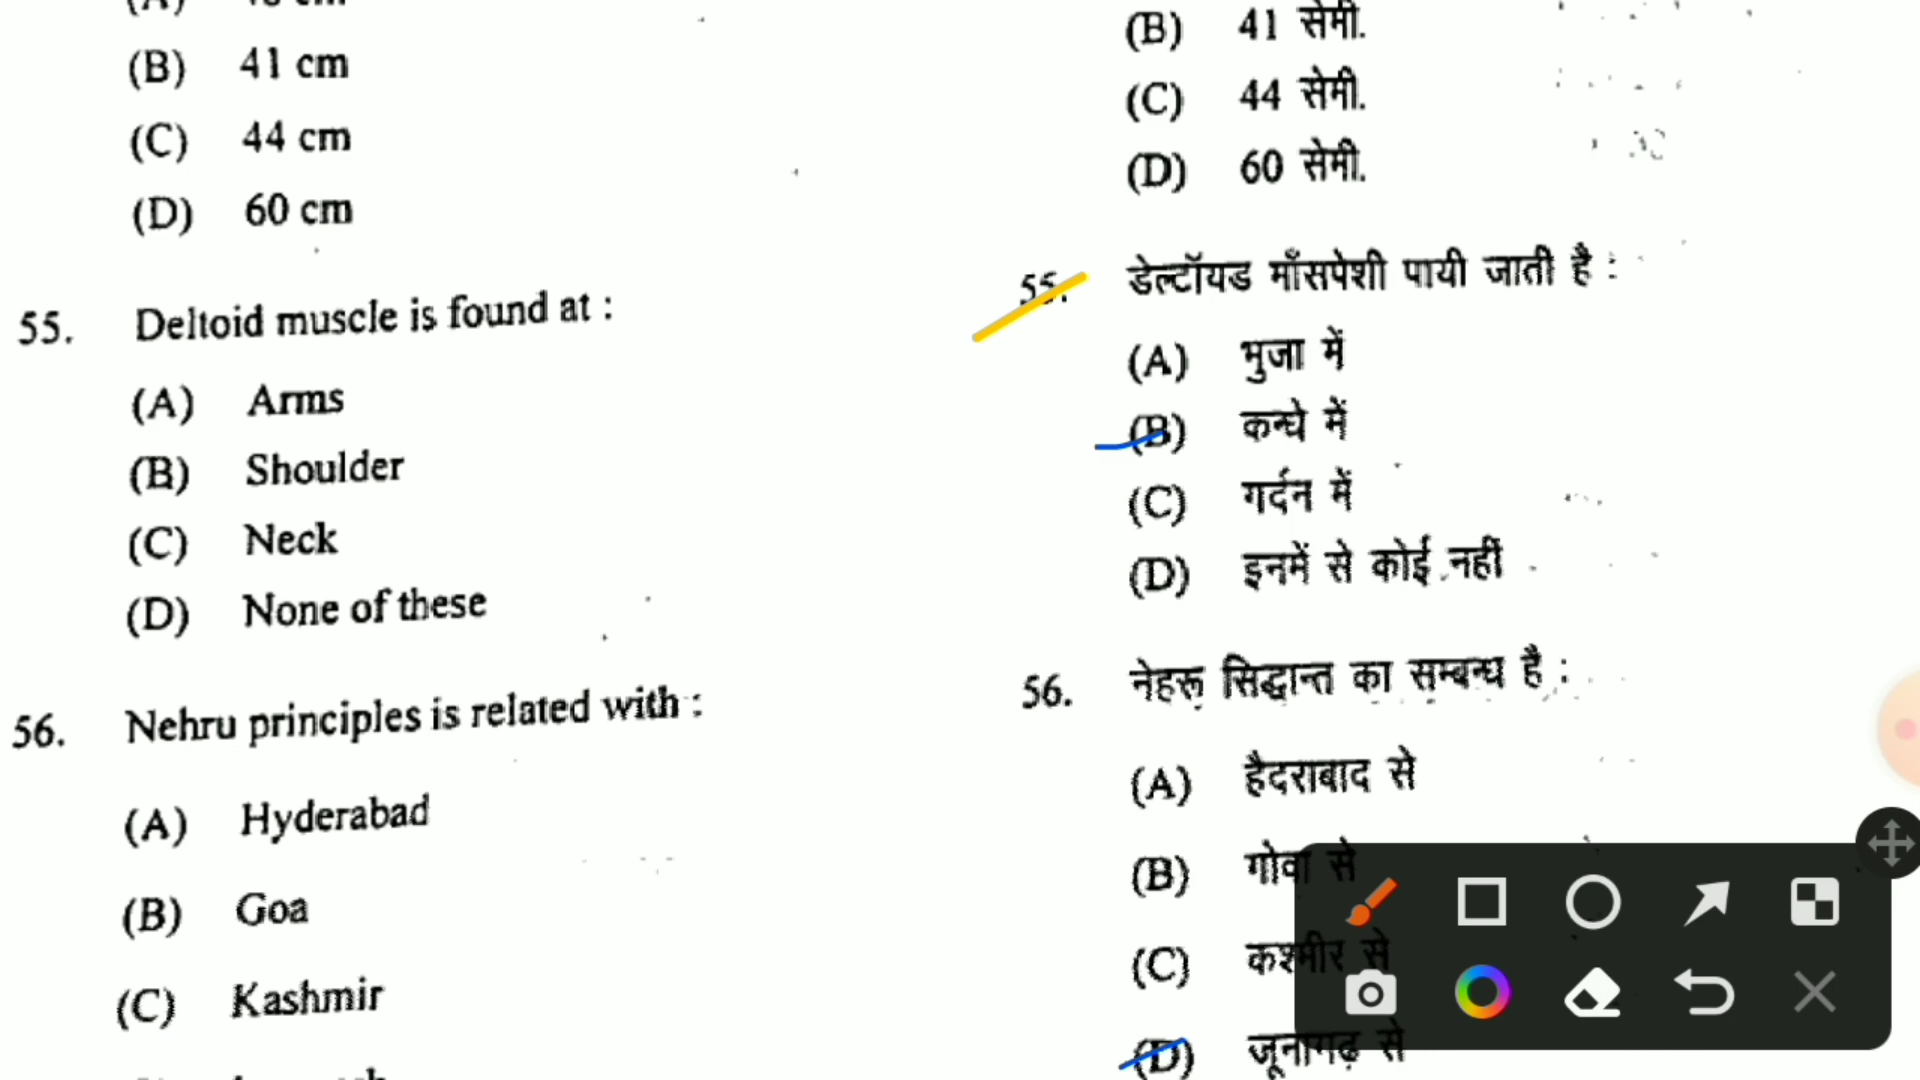 (B) 41 cm
(C) 44 cm
(D) 60 cm
55. Deltoid muscle is found at :
(A) Arms
(B) Shoulder
(C) Neck
(D) None of these
56. Nehru principles is related with :
(A) Hyderabad
(B) Goa
(C) Kashmir
(B) 41 सेमी.
(C) 44 सेमी.
(D) 60 सेमी.
55. डेल्टॉयड माँसपेशी पायी जाती है :
(A) भुजा में
(B) कन्धे में
(C) गर्दन में
(D) इनमें से कोई नहीं
56. नेहरू सिद्धान्त का सम्बन्ध है :
(A) हैदराबाद से
(B) गोवा से
(C) कश्मीर से
(D) जूनागढ़ से